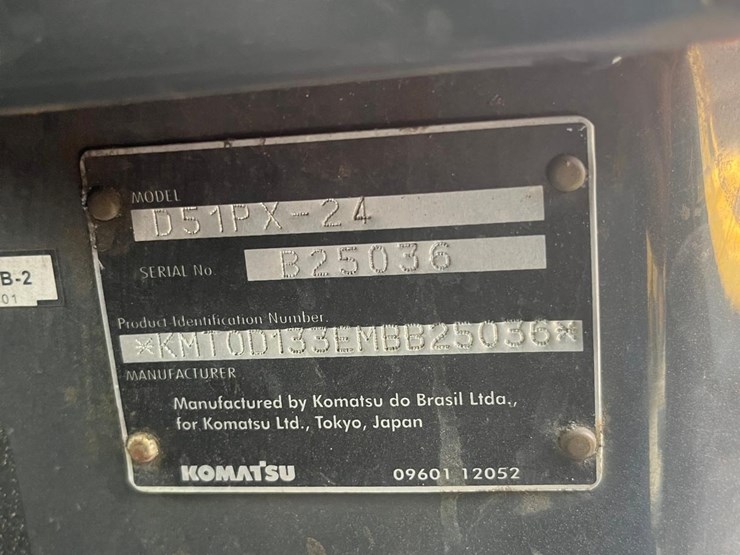 MODEL
D51PX-24
SERIAL No.
B25036
Product Identification Number.
*KMT0D133EMBB25036*
MANUFACTURER
Manufactured by Komatsu do Brasil Ltda.,
for Komatsu Ltd., Tokyo, Japan
KOMATSU
09601 12052
B-2
01